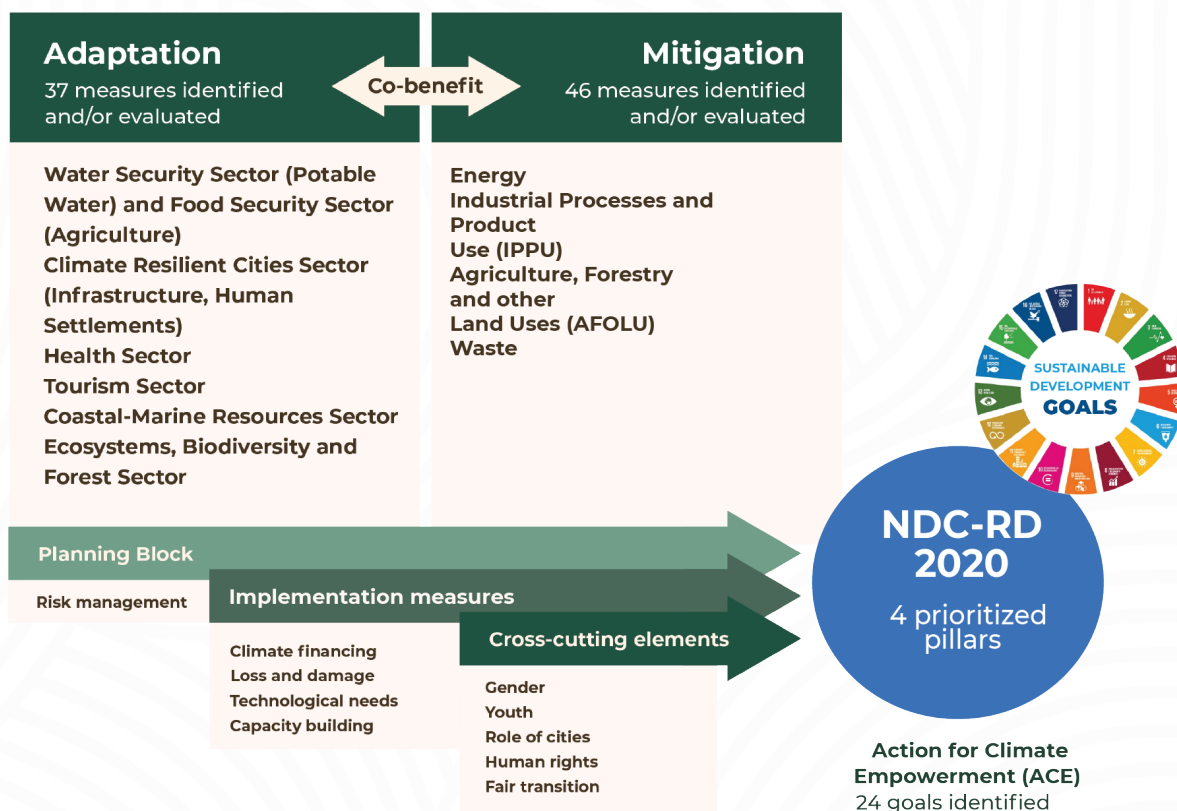 Adaptation
37 measures identified
and/or evaluated
Co-benefit
Mitigation
46 measures identified
and/or evaluated
Water Security Sector (Potable
Water) and Food Security Sector
(Agriculture)
Climate Resilient Cities Sector
(Infrastructure, Human
Settlements)
Health Sector
Tourism Sector
Coastal-Marine Resources Sector
Ecosystems, Biodiversity and
Forest Sector
Energy
Industrial Processes and
Product
Use (IPPU)
Agriculture, Forestry
and other
Land Uses (AFOLU)
Waste
SUSTAINABLE
DEVELOPMENT
GOALS
Planning Block
Risk management
Implementation measures
Climate financing
Loss and damage
Technological needs
Capacity building
Cross-cutting elements
Gender
Youth
Role of cities
Human rights
Fair transition
NDC-RD
2020
4 prioritized
pillars
Action for Climate
Empowerment (ACE)
24 goals identified